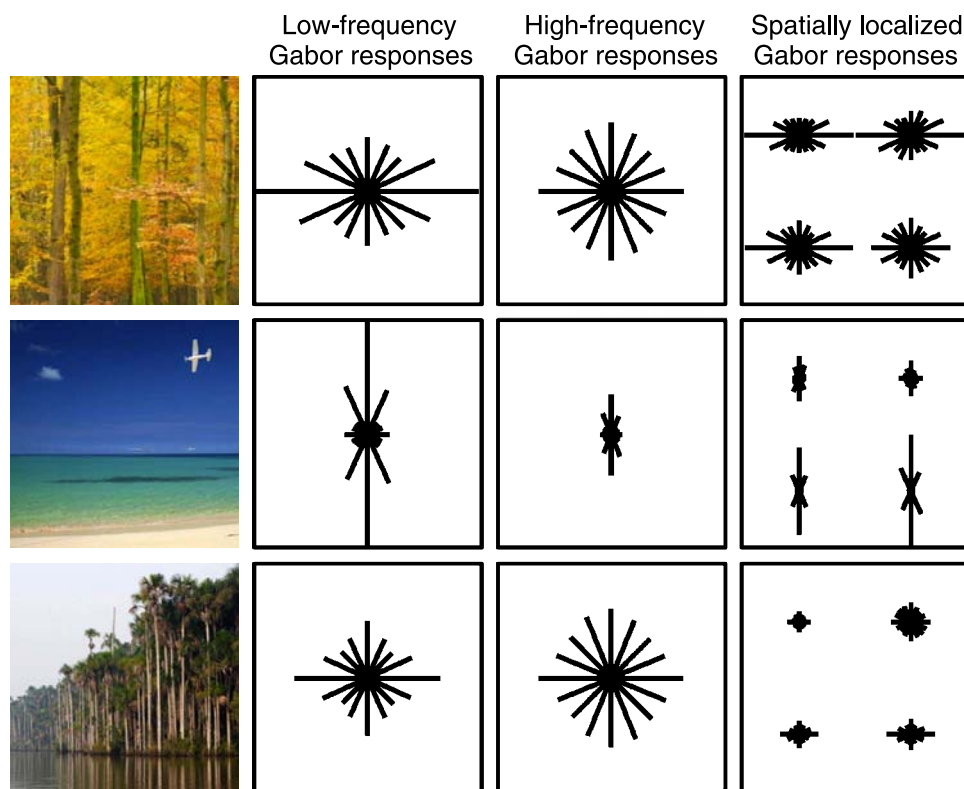 Low-frequency
Gabor responses
High-frequency
Gabor responses
Spatially localized
Gabor responses